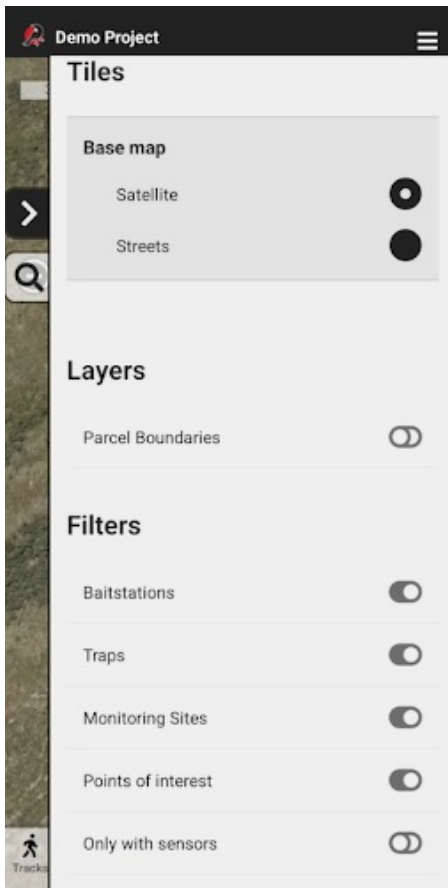 Demo Project
Tiles
Base map
Satellite
Streets
Layers
Parcel Boundaries
Filters
Baitstations
Traps
Monitoring Sites
Points of interest
Only with sensors
Tracks